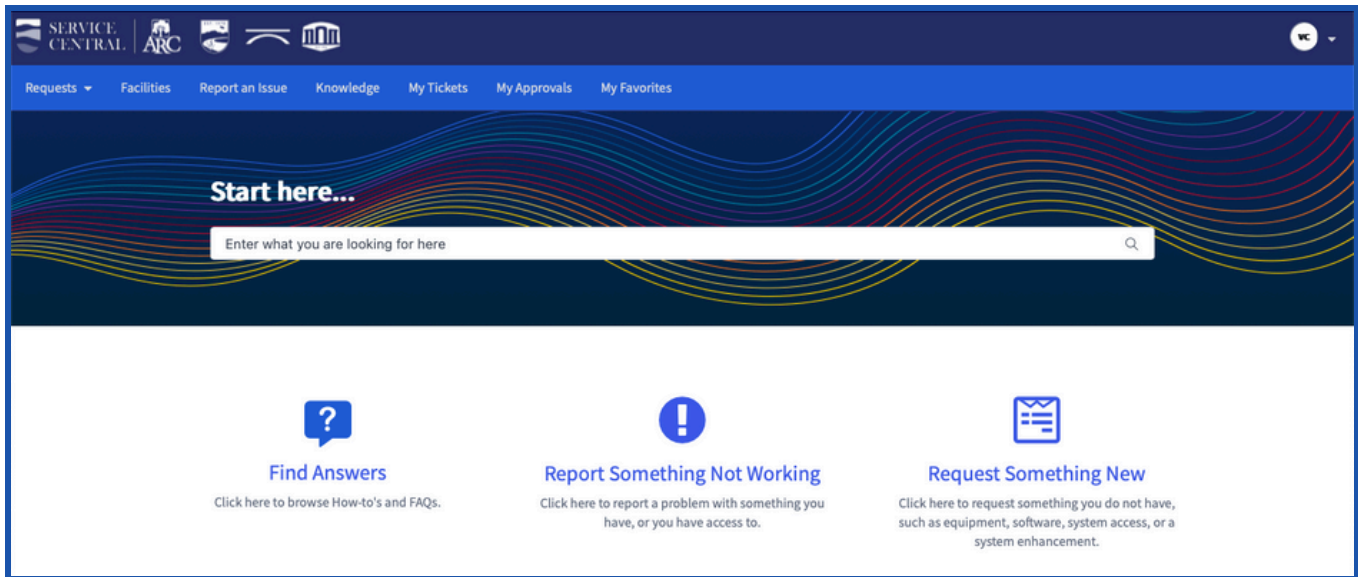 SERVICE
CENTRAL
ARC
VC
Requests Facilities Report an Issue Knowledge My Tickets My Approvals My Favorites
Start here...
Enter what you are looking for here
?
!
Find Answers Report Something Not Working Request Something New
Click here to browse How-to's and FAQs.
Click here to report a problem with something you
have, or you have access to.
Click here to request something you do not have,
such as equipment, software, system access, or a
system enhancement.